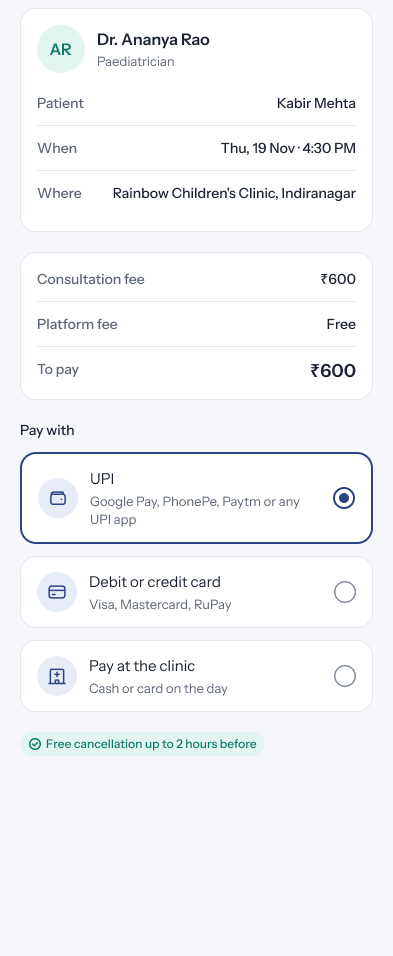 AR
Dr. Ananya Rao
Paediatrician
Patient Kabir Mehta
When Thu, 19 Nov · 4:30 PM
Where Rainbow Children's Clinic, Indiranagar
Consultation fee ₹600
Platform fee Free
To pay ₹600
Pay with
UPI
Google Pay, PhonePe, Paytm or any
UPI app
Debit or credit card
Visa, Mastercard, RuPay
Pay at the clinic
Cash or card on the day
Free cancellation up to 2 hours before